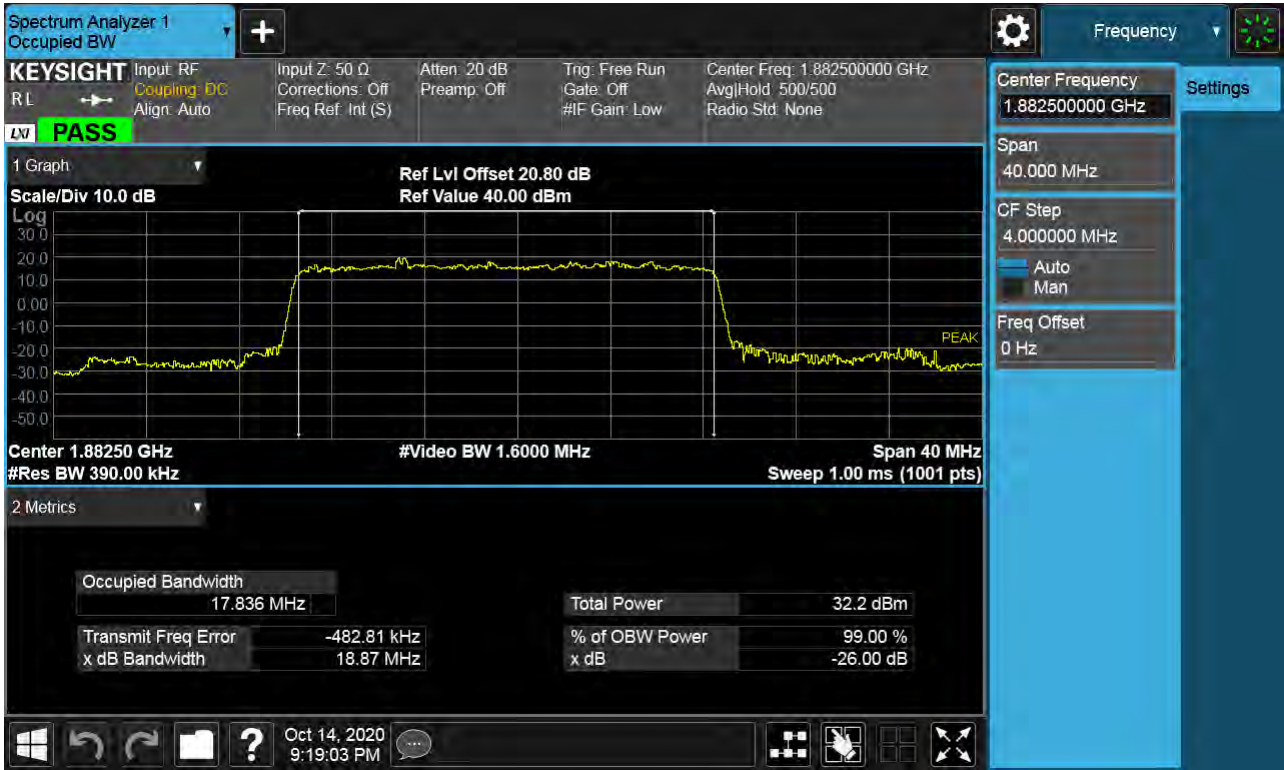 Spectrum Analyzer 1
Occupied BW
Frequency
KEYSIGHT
RL
LXI
PASS
Input: RF
Coupling: DC
Align: Auto
Input Z: 50 Ω
Corrections: Off
Freq Ref: Int (S)
Atten: 20 dB
Preamp: Off
Trig: Free Run
Gate: Off
#IF Gain: Low
Center Freq: 1.882500000 GHz
Avg|Hold: 500/500
Radio Std: None
Center Frequency
1.882500000 GHz
Settings
Span
40.000 MHz
CF Step
4.000000 MHz
Auto
Man
Freq Offset
0 Hz
1 Graph
Scale/Div 10.0 dB
Ref Lvl Offset 20.80 dB
Ref Value 40.00 dBm
Log
30.0
20.0
10.0
0.00
-10.0
-20.0
-30.0
-40.0
-50.0
PEAK
Center 1.88250 GHz
#Video BW 1.6000 MHz
Span 40 MHz
#Res BW 390.00 kHz
Sweep 1.00 ms (1001 pts)
2 Metrics
Occupied Bandwidth
17.836 MHz
Total Power 32.2 dBm
Transmit Freq Error -482.81 kHz
% of OBW Power 99.00 %
x dB Bandwidth 18.87 MHz
x dB -26.00 dB
?
Oct 14, 2020
9:19:03 PM